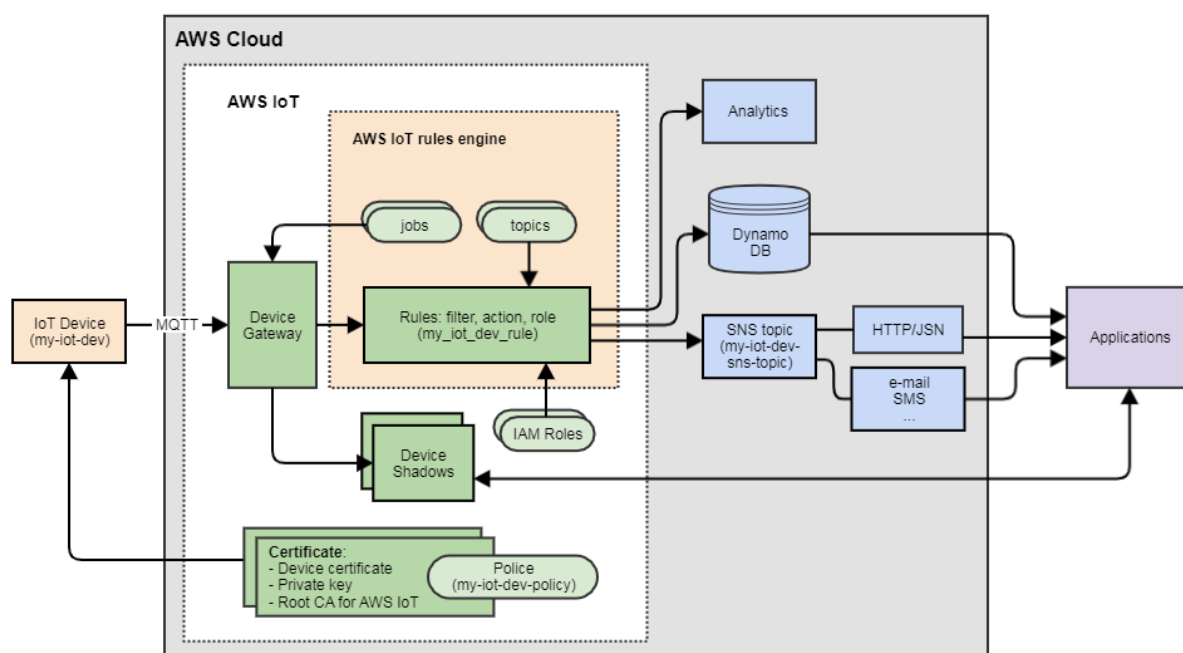 AWS Cloud
AWS IoT
AWS IoT rules engine
Analytics
jobs
topics
Dynamo
DB
IoT Device
(my-iot-dev)
MQTT
Device
Gateway
Rules: filter, action, role
(my_iot_dev_rule)
SNS topic
(my-iot-dev-
sns-topic)
HTTP/JSN
Applications
e-mail
SMS
...
IAM Roles
Device
Shadows
Certificate:
- Device certificate
- Private key
- Root CA for AWS IoT
Police
(my-iot-dev-policy)